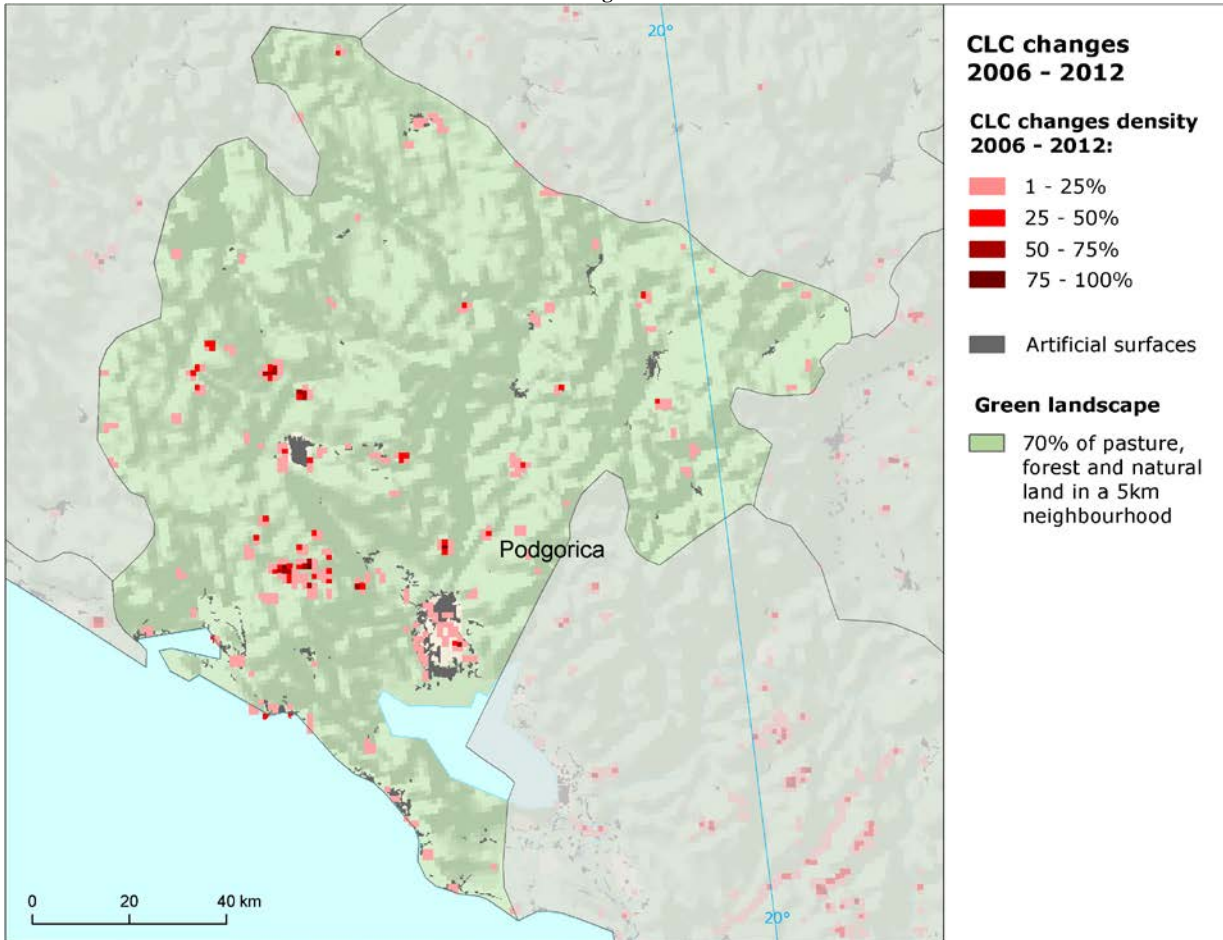 20°
CLC changes
2006 - 2012
CLC changes density
2006 - 2012:
1 - 25%
25 - 50%
50 - 75%
75 - 100%
Artificial surfaces
Green landscape
70% of pasture,
forest and natural
land in a 5km
neighbourhood
Podgorica
0 20 40 km
20°